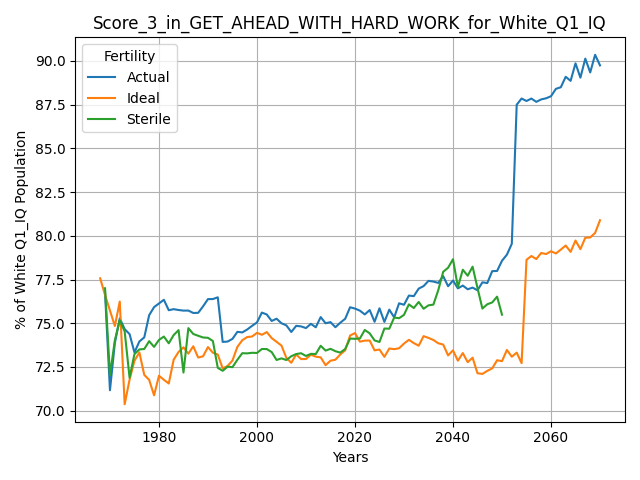 Score_3_in_GET_AHEAD_WITH_HARD_WORK_for_White_Q1_IQ
Fertility
Actual
Ideal
Sterile
% of White Q1_IQ Population
90.0
87.5
85.0
82.5
80.0
77.5
75.0
72.5
70.0
1980
2000
2020
2040
2060
Years